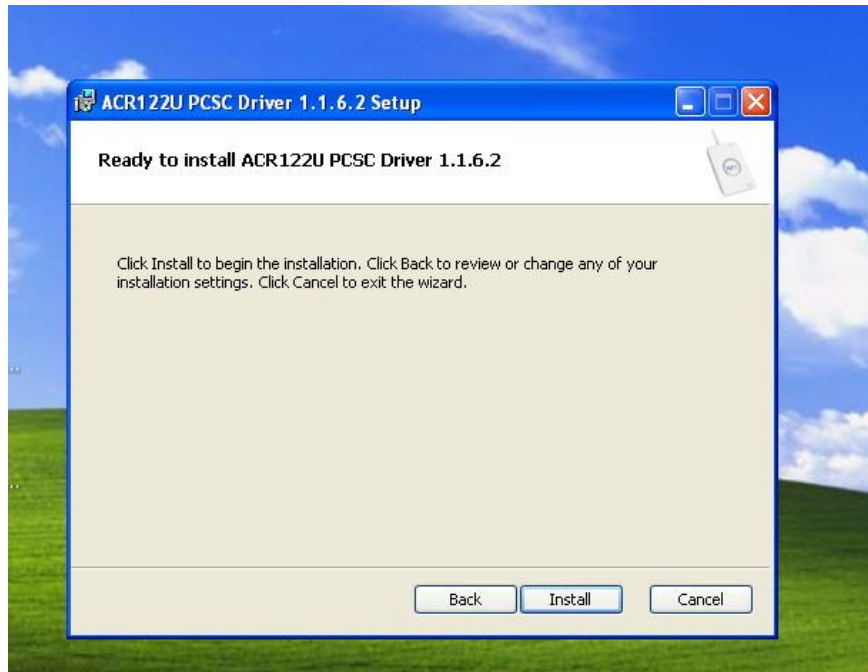 ACR122U PCSC Driver 1.1.6.2 Setup
Ready to install ACR122U PCSC Driver 1.1.6.2
Click Install to begin the installation. Click Back to review or change any of your
installation settings. Click Cancel to exit the wizard.
Back
Install
Cancel